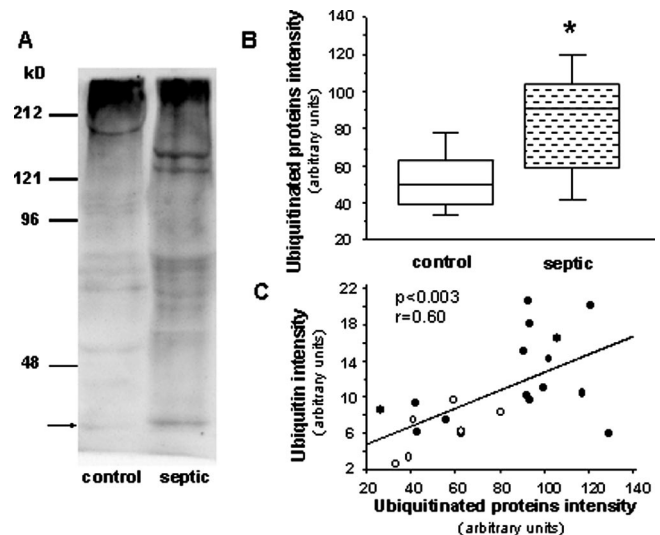 A
kD
212
121
96
48
control septic
B
Ubiquitinated proteins intensity
(arbitrary units)
140
120
100
80
60
40
20
*
control septic
C
Ubiquitin intensity
(arbitrary units)
22
18
14
10
6
2
p<0.003
r=0.60
20 40 60 80 100 120 140
Ubiquitinated proteins intensity
(arbitrary units)